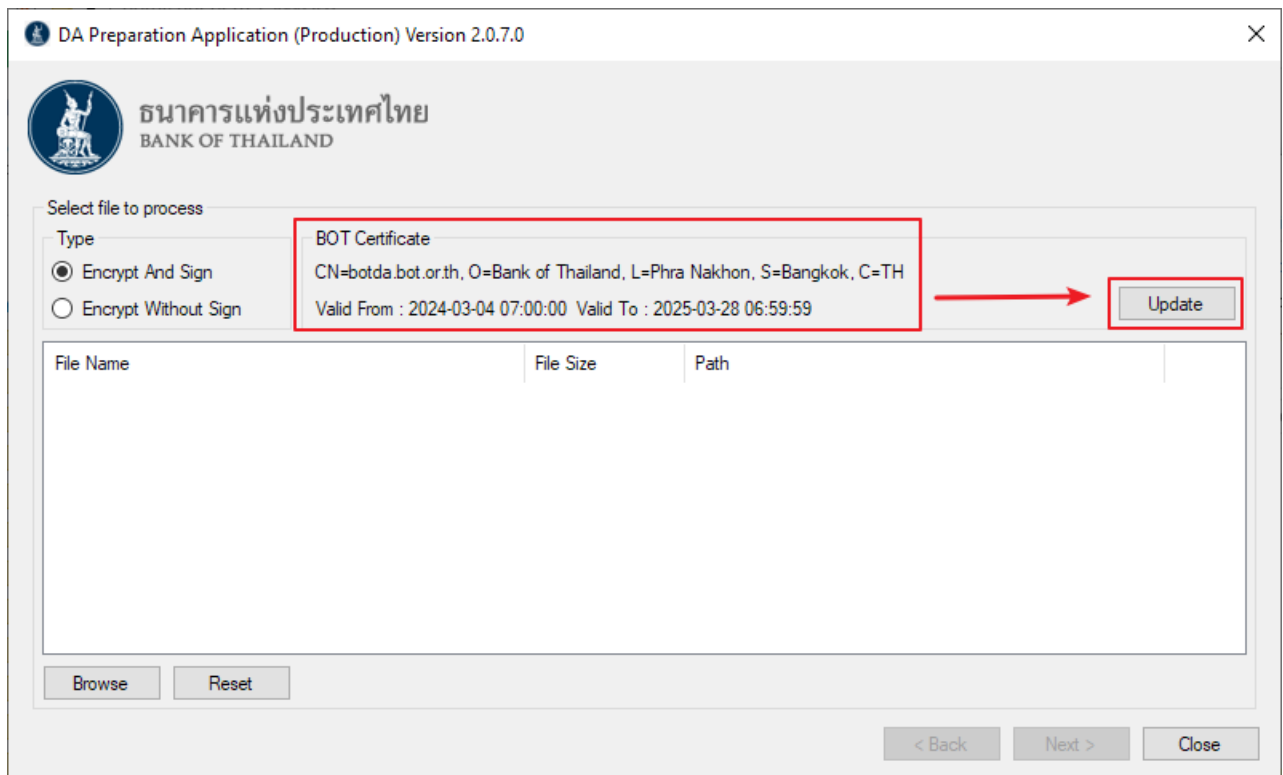 DA Preparation Application (Production) Version 2.0.7.0
ธนาคารแห่งประเทศไทย
BANK OF THAILAND
Select file to process
Type
Encrypt And Sign
Encrypt Without Sign
BOT Certificate
CN=botda.bot.or.th, O=Bank of Thailand, L=Phra Nakhon, S=Bangkok, C=TH
Valid From : 2024-03-04 07:00:00 Valid To : 2025-03-28 06:59:59
Update
File Name File Size Path
Browse Reset
< Back Next > Close